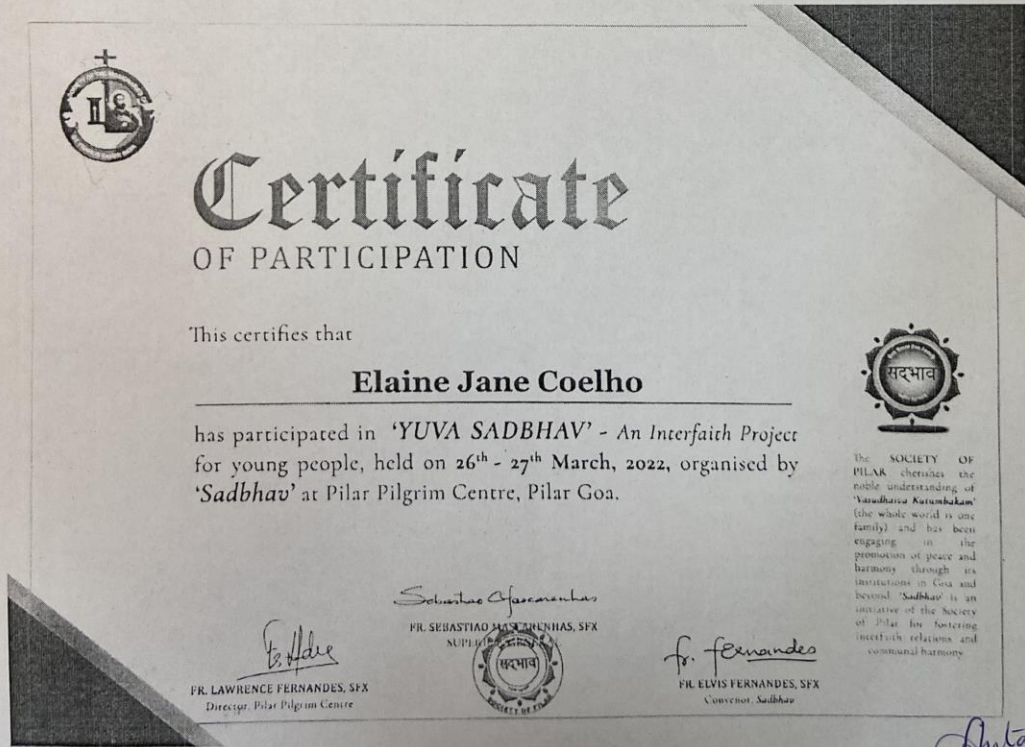 Certificate
OF PARTICIPATION
This certifies that
Elaine Jane Coelho
has participated in 'YUVA SADBHAV' - An Interfaith Project
for young people, held on 26th - 27th March, 2022, organised by
'Sadbhav' at Pilar Pilgrim Centre, Pilar Goa.
सद्भाव
The SOCIETY OF
PILAR cherishes the
noble understanding of
'Vasudhaiva Kutumbakam'
(the whole world is one
family) and has been
engaging in the
promotion of peace and
harmony through its
institutions in Goa and
beyond. 'Sadbhav' is an
initiative of the Society
of Pilar for fostering
interfaith relations and
communal harmony
FR. SEBASTIAO MASCARENHAS, SFX
सद्भाव
SOCIETY OF PILAR
FR. LAWRENCE FERNANDES, SFX
Director, Pilar Pilgrim Centre
fr. fernandes
FR. ELVIS FERNANDES, SFX
Convenor, Sadbhav